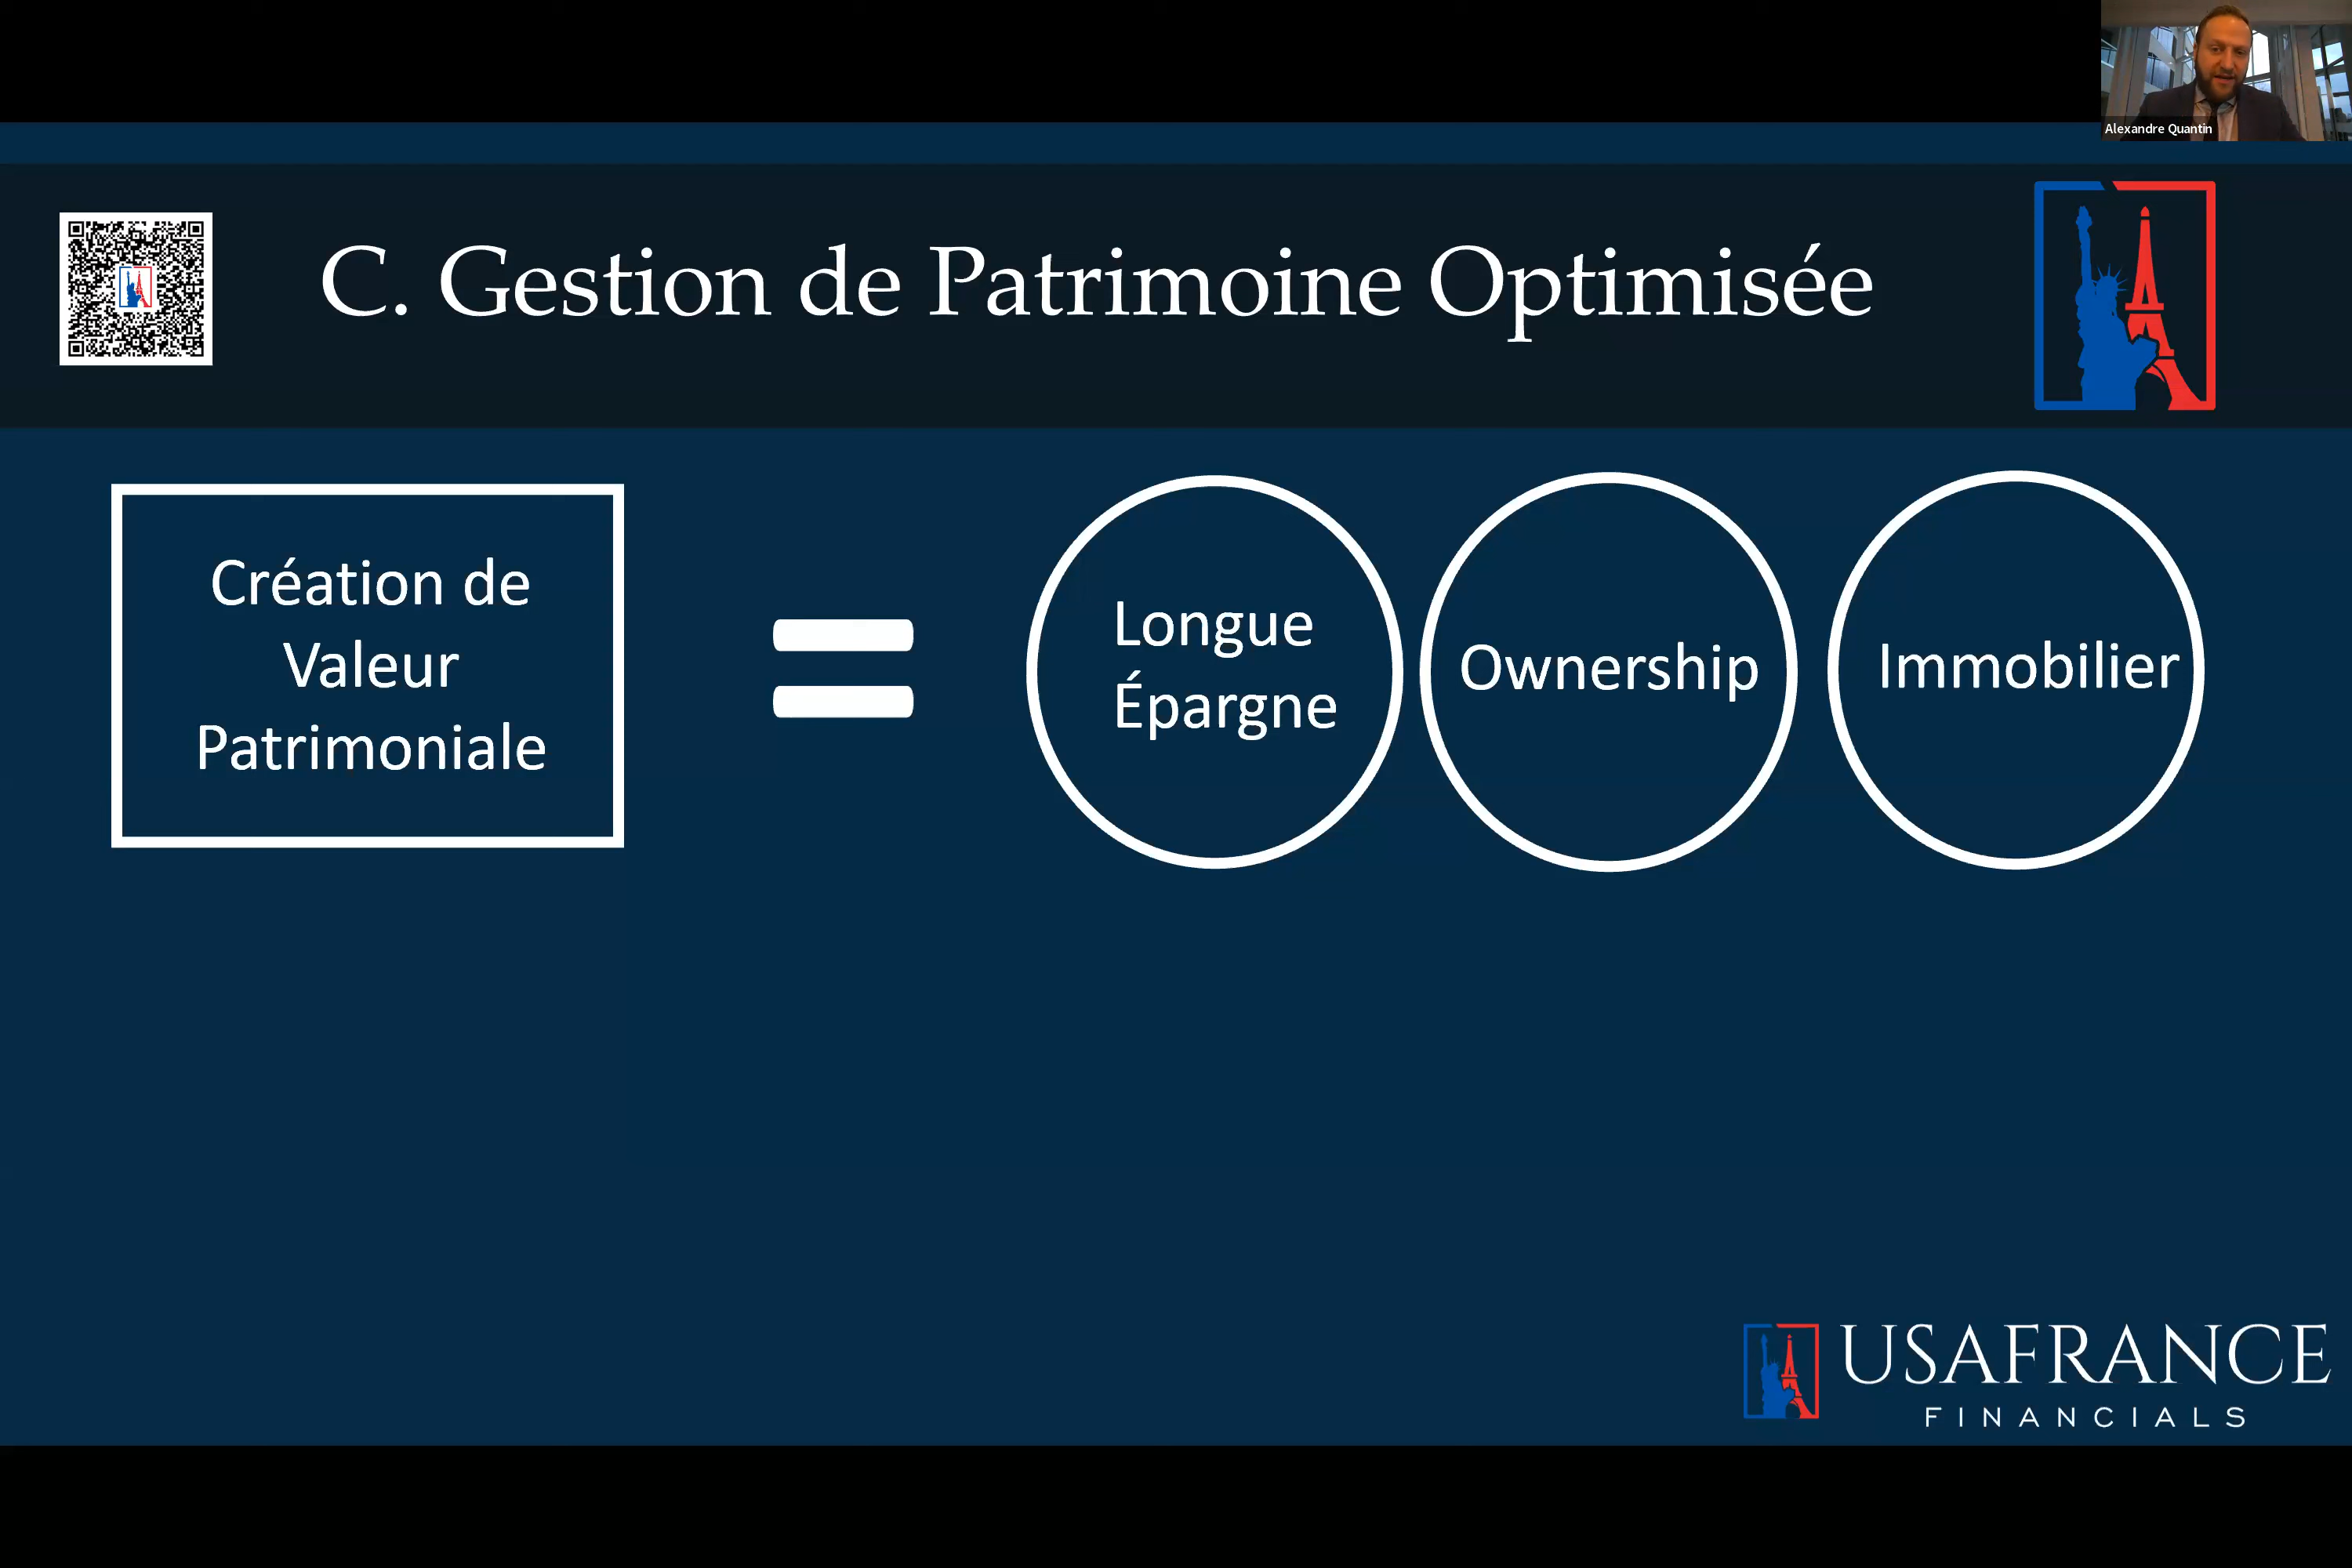 Alexandre Quantin
C. Gestion de Patrimoine Optimisée
Création de
Valeur
Patrimoniale
=
Longue
Épargne
Ownership
Immobilier
USAFRANCE
FINANCIALS